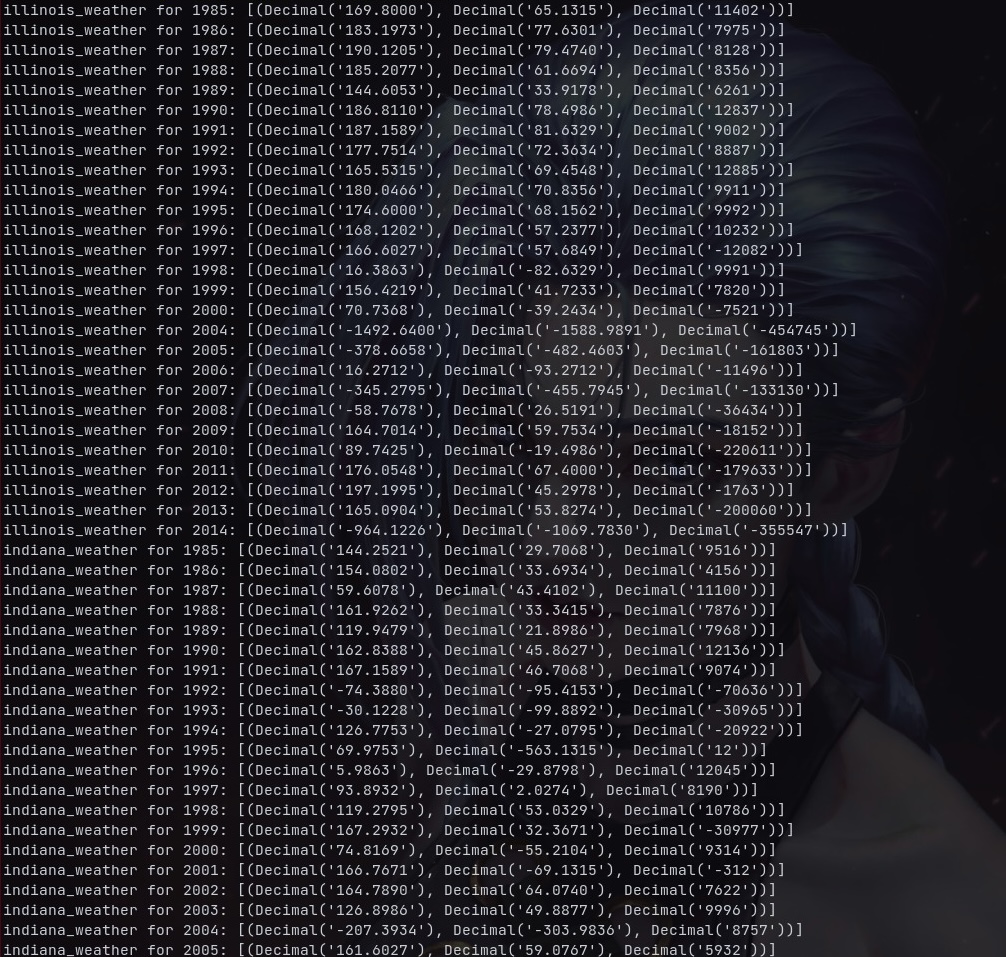 illinois_weather for 1985: [(Decimal('169.8000'), Decimal('65.1315'), Decimal('11402'))]
illinois_weather for 1986: [(Decimal('183.1973'), Decimal('77.6301'), Decimal('7975'))]
illinois_weather for 1987: [(Decimal('190.1205'), Decimal('79.4740'), Decimal('8128'))]
illinois_weather for 1988: [(Decimal('185.2077'), Decimal('61.6694'), Decimal('8356'))]
illinois_weather for 1989: [(Decimal('144.6053'), Decimal('33.9178'), Decimal('6261'))]
illinois_weather for 1990: [(Decimal('186.8110'), Decimal('78.4986'), Decimal('12837'))]
illinois_weather for 1991: [(Decimal('187.1589'), Decimal('81.6329'), Decimal('9002'))]
illinois_weather for 1992: [(Decimal('177.7514'), Decimal('72.3634'), Decimal('8887'))]
illinois_weather for 1993: [(Decimal('165.5315'), Decimal('69.4548'), Decimal('12885'))]
illinois_weather for 1994: [(Decimal('180.0466'), Decimal('70.8356'), Decimal('9911'))]
illinois_weather for 1995: [(Decimal('174.6000'), Decimal('68.1562'), Decimal('9992'))]
illinois_weather for 1996: [(Decimal('168.1202'), Decimal('57.2377'), Decimal('10232'))]
illinois_weather for 1997: [(Decimal('166.6027'), Decimal('57.6849'), Decimal('-12082'))]
illinois_weather for 1998: [(Decimal('16.3863'), Decimal('-82.6329'), Decimal('9991'))]
illinois_weather for 1999: [(Decimal('156.4219'), Decimal('41.7233'), Decimal('7820'))]
illinois_weather for 2000: [(Decimal('70.7368'), Decimal('-39.2434'), Decimal('-7521'))]
illinois_weather for 2004: [(Decimal('-1492.6400'), Decimal('-1588.9891'), Decimal('-454745'))]
illinois_weather for 2005: [(Decimal('-378.6658'), Decimal('-482.4603'), Decimal('-161803'))]
illinois_weather for 2006: [(Decimal('16.2712'), Decimal('-93.2712'), Decimal('-11496'))]
illinois_weather for 2007: [(Decimal('-345.2795'), Decimal('-455.7945'), Decimal('-133130'))]
illinois_weather for 2008: [(Decimal('-58.7678'), Decimal('26.5191'), Decimal('-36434'))]
illinois_weather for 2009: [(Decimal('164.7014'), Decimal('59.7534'), Decimal('-18152'))]
illinois_weather for 2010: [(Decimal('89.7425'), Decimal('-19.4986'), Decimal('-220611'))]
illinois_weather for 2011: [(Decimal('176.0548'), Decimal('67.4000'), Decimal('-179633'))]
illinois_weather for 2012: [(Decimal('197.1995'), Decimal('45.2978'), Decimal('-1763'))]
illinois_weather for 2013: [(Decimal('165.0904'), Decimal('53.8274'), Decimal('-200060'))]
illinois_weather for 2014: [(Decimal('-964.1226'), Decimal('-1069.7830'), Decimal('-355547'))]
indiana_weather for 1985: [(Decimal('144.2521'), Decimal('29.7068'), Decimal('9516'))]
indiana_weather for 1986: [(Decimal('154.0802'), Decimal('33.6934'), Decimal('4156'))]
indiana_weather for 1987: [(Decimal('59.6078'), Decimal('43.4102'), Decimal('11100'))]
indiana_weather for 1988: [(Decimal('161.9262'), Decimal('33.3415'), Decimal('7876'))]
indiana_weather for 1989: [(Decimal('119.9479'), Decimal('21.8986'), Decimal('7968'))]
indiana_weather for 1990: [(Decimal('162.8388'), Decimal('45.8627'), Decimal('12136'))]
indiana_weather for 1991: [(Decimal('167.1589'), Decimal('46.7068'), Decimal('9074'))]
indiana_weather for 1992: [(Decimal('-74.3880'), Decimal('-95.4153'), Decimal('-70636'))]
indiana_weather for 1993: [(Decimal('-30.1228'), Decimal('-99.8892'), Decimal('-30965'))]
indiana_weather for 1994: [(Decimal('126.7753'), Decimal('-27.0795'), Decimal('-20922'))]
indiana_weather for 1995: [(Decimal('69.9753'), Decimal('-563.1315'), Decimal('12'))]
indiana_weather for 1996: [(Decimal('5.9863'), Decimal('-29.8798'), Decimal('12045'))]
indiana_weather for 1997: [(Decimal('93.8932'), Decimal('2.0274'), Decimal('8190'))]
indiana_weather for 1998: [(Decimal('119.2795'), Decimal('53.0329'), Decimal('10786'))]
indiana_weather for 1999: [(Decimal('167.2932'), Decimal('32.3671'), Decimal('-30977'))]
indiana_weather for 2000: [(Decimal('74.8169'), Decimal('-55.2104'), Decimal('9314'))]
indiana_weather for 2001: [(Decimal('166.7671'), Decimal('-69.1315'), Decimal('-312'))]
indiana_weather for 2002: [(Decimal('164.7890'), Decimal('64.0740'), Decimal('7622'))]
indiana_weather for 2003: [(Decimal('126.8986'), Decimal('49.8877'), Decimal('9996'))]
indiana_weather for 2004: [(Decimal('-207.3934'), Decimal('-303.9836'), Decimal('8757'))]
indiana_weather for 2005: [(Decimal('161.6027'), Decimal('59.0767'), Decimal('5932'))]